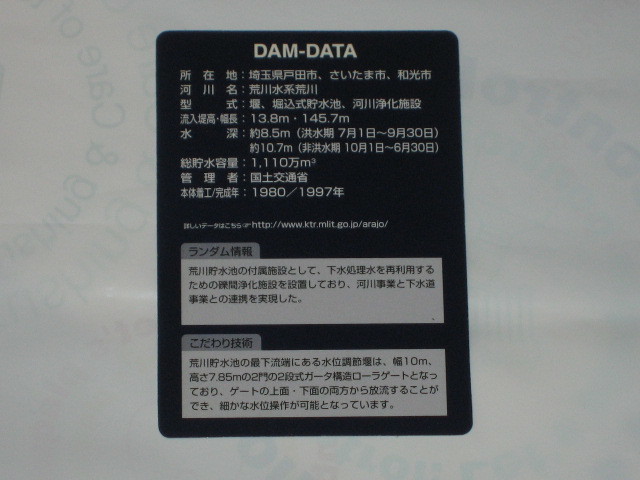 DAM-DATA
所在地：埼玉県戸田市、さいたま市、和光市
河川名：荒川水系荒川
型式：堰、堀込式貯水池、河川浄化施設
流入堤高・幅長：13.8m・145.7m
水深：約8.5m（洪水期 7月1日～9月30日）
約10.7m（非洪水期 10月1日～6月30日）
総貯水容量：1,110万m³
管理者：国土交通省
本体着工/完成年：1980／1997年
詳しいデータはこちら☞http://www.ktr.mlit.go.jp/arajo/
ランダム情報
荒川貯水池の付属施設として、下水処理水を再利用する
ための礫間浄化施設を設置しており、河川事業と下水道
事業との連携を実現した。
こだわり技術
荒川貯水池の最下流端にある水位調節堰は、幅10m、
高さ7.85mの2門の2段式ガータ構造ローラゲートとなっ
ており、ゲートの上面・下面の両方から放流することが
でき、細かな水位操作が可能となっています。
Care of